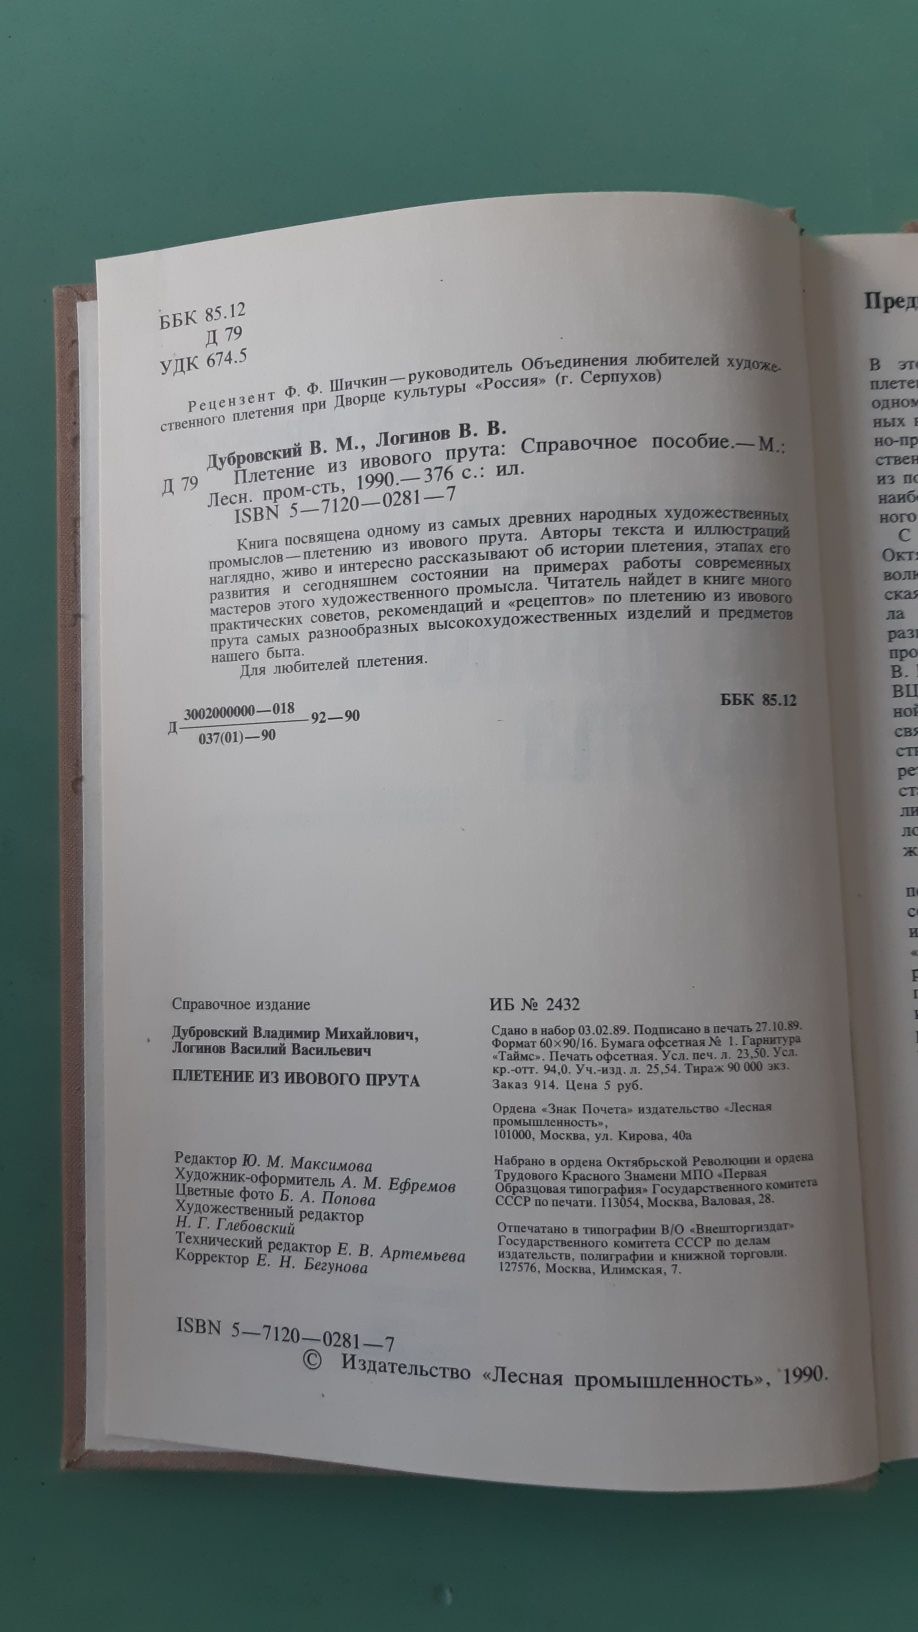 ББК 85.12
Д 79
УДК 674.5
Рецензент Ф. Ф. Шичкин — руководитель Объединения любителей художе-
ственного плетения при Дворце культуры «Россия» (г. Серпухов)
Дубровский В. М., Логинов В. В.
Д 79 Плетение из ивового прута: Справочное пособие.— М.:
Лесн. пром-сть, 1990.— 376 с.: ил.
ISBN 5—7120—0281—7
Книга посвящена одному из самых древних народных художественных
промыслов — плетению из ивового прута. Авторы текста и иллюстраций
наглядно, живо и интересно рассказывают об истории плетения, этапах его
развития и сегодняшнем состоянии на примерах работы современных
мастеров этого художественного промысла. Читатель найдет в книге много
практических советов, рекомендаций и «рецептов» по плетению из ивового
прута самых разнообразных высокохудожественных изделий и предметов
нашего быта.
Для любителей плетения.
Д 3002000000—018
037(01)—90 92—90
ББК 85.12
Справочное издание
Дубровский Владимир Михайлович,
Логинов Василий Васильевич
ПЛЕТЕНИЕ ИЗ ИВОВОГО ПРУТА
Редактор Ю. М. Максимова
Художник-оформитель А. М. Ефремов
Цветные фото Б. А. Попова
Художественный редактор
Н. Г. Глебовский
Технический редактор Е. В. Артемьева
Корректор Е. Н. Бегунова
ИБ № 2432
Сдано в набор 03.02.89. Подписано в печать 27.10.89.
Формат 60×90/16. Бумага офсетная № 1. Гарнитура
«Таймс». Печать офсетная. Усл. печ. л. 23,50. Усл.
кр.-отт. 94,0. Уч.-изд. л. 25,54. Тираж 90 000 экз.
Заказ 914. Цена 5 руб.
Ордена «Знак Почета» издательство «Лесная
промышленность»,
101000, Москва, ул. Кирова, 40а
Набрано в ордена Октябрьской Революции и ордена
Трудового Красного Знамени МПО «Первая
Образцовая типография» Государственного комитета
СССР по печати. 113054, Москва, Валовая, 28.
Отпечатано в типографии В/О «Внешторгиздат»
Государственного комитета СССР по делам
издательств, полиграфии и книжной торговли.
127576, Москва, Илимская, 7.
ISBN 5—7120—0281—7
© Издательство «Лесная промышленность», 1990.